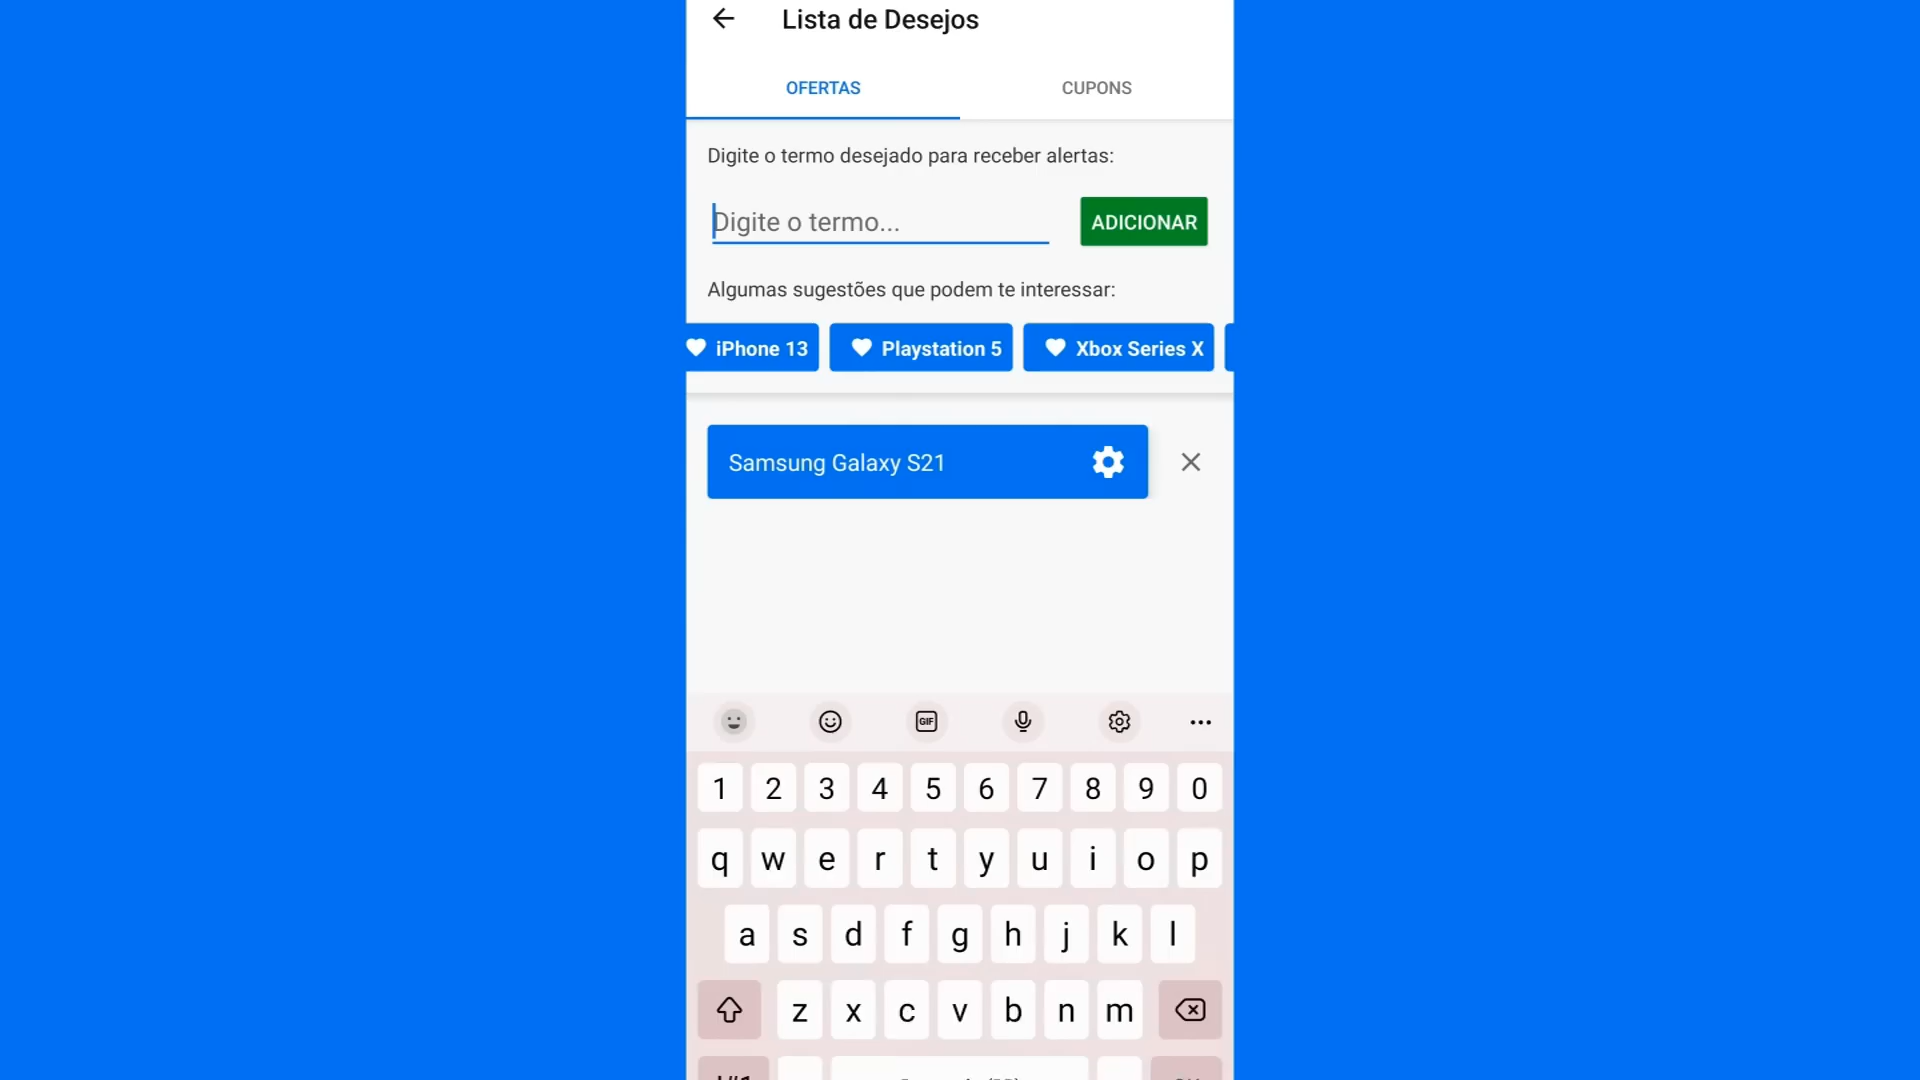 Lista de Desejos
OFERTAS
CUPONS
Digite o termo desejado para receber alertas:
Digite o termo...
ADICIONAR
Algumas sugestões que podem te interessar:
iPhone 13
Playstation 5
Xbox Series X
Samsung Galaxy S21
GIF
1 2 3 4 5 6 7 8 9 0
q w e r t y u i o p
a s d f g h j k l
z x c v b n m